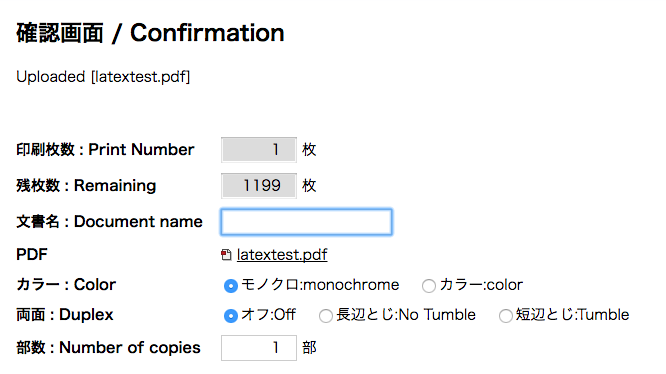 確認画面 / Confirmation
Uploaded [latextest.pdf]
印刷枚数 : Print Number 1 枚
残枚数 : Remaining 1199 枚
文書名 : Document name
PDF latextest.pdf
カラー : Color モノクロ:monochrome カラー:color
両面 : Duplex オフ:Off 長辺とじ:No Tumble 短辺とじ:Tumble
部数 : Number of copies 1 部